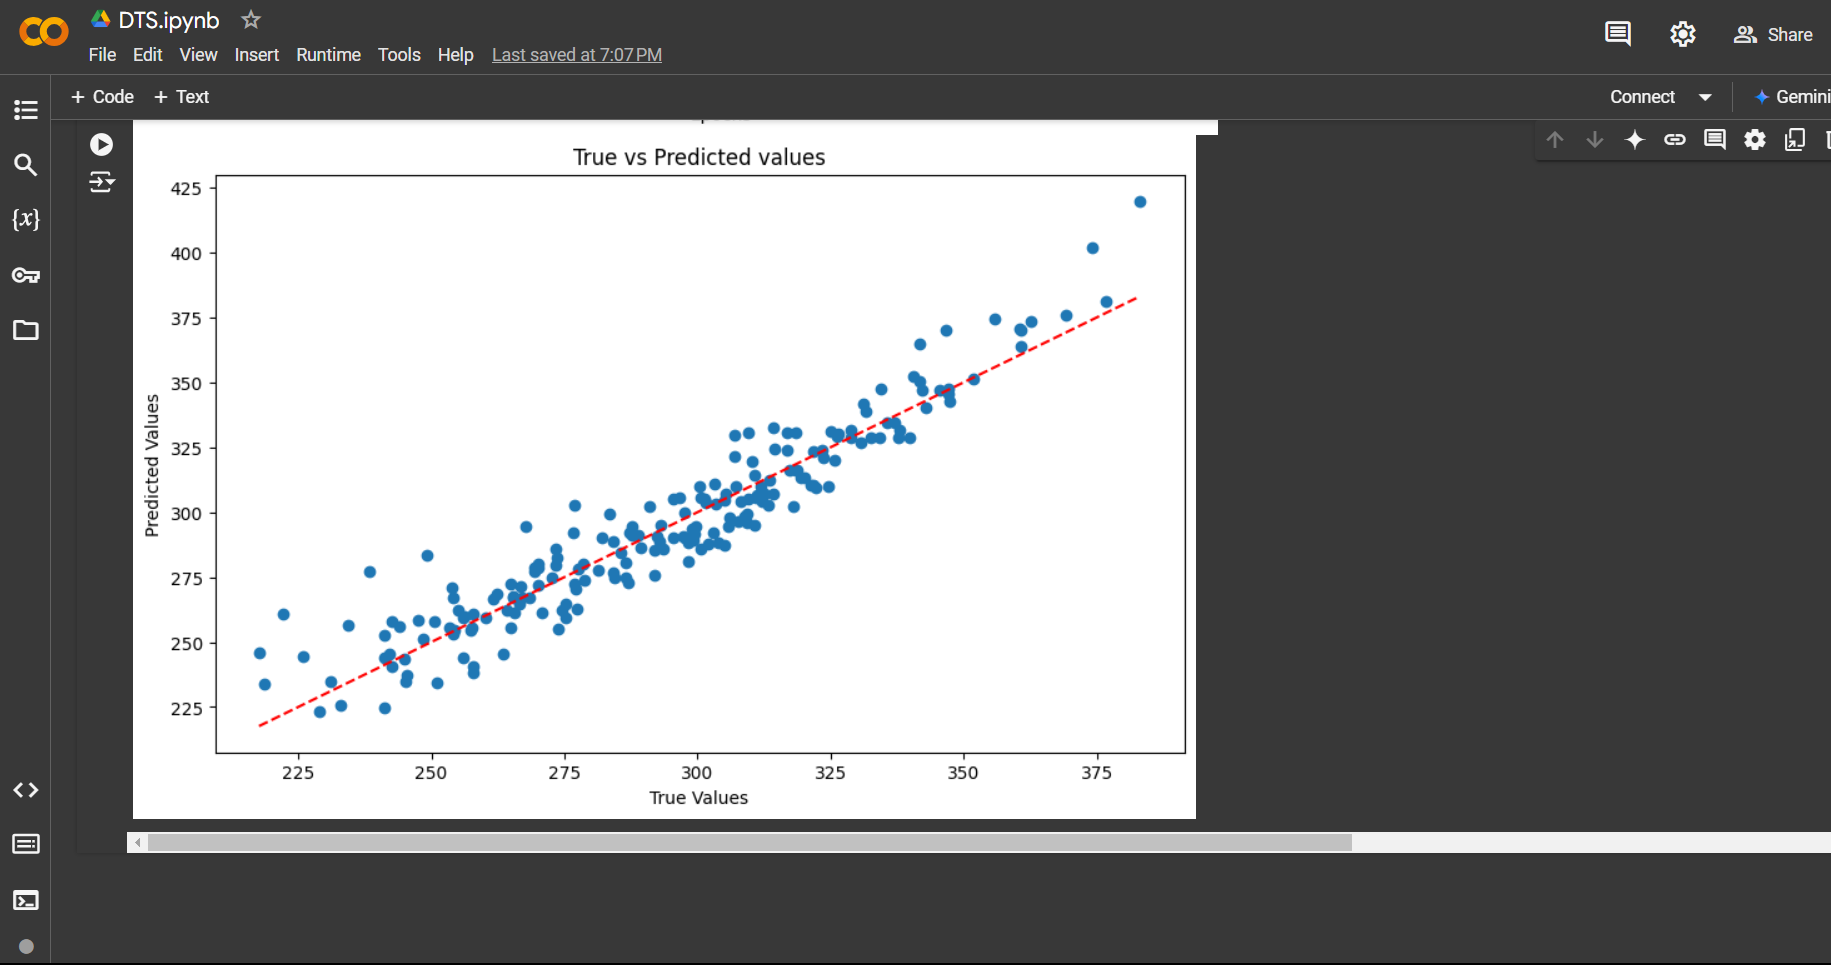 DTS.ipynb
File Edit View Insert Runtime Tools Help Last saved at 7:07 PM
Share
+ Code + Text
Connect
Gemini
{x}
True vs Predicted values
425
400
375
350
325
300
275
250
225
Predicted Values
225 250 275 300 325 350 375
True Values